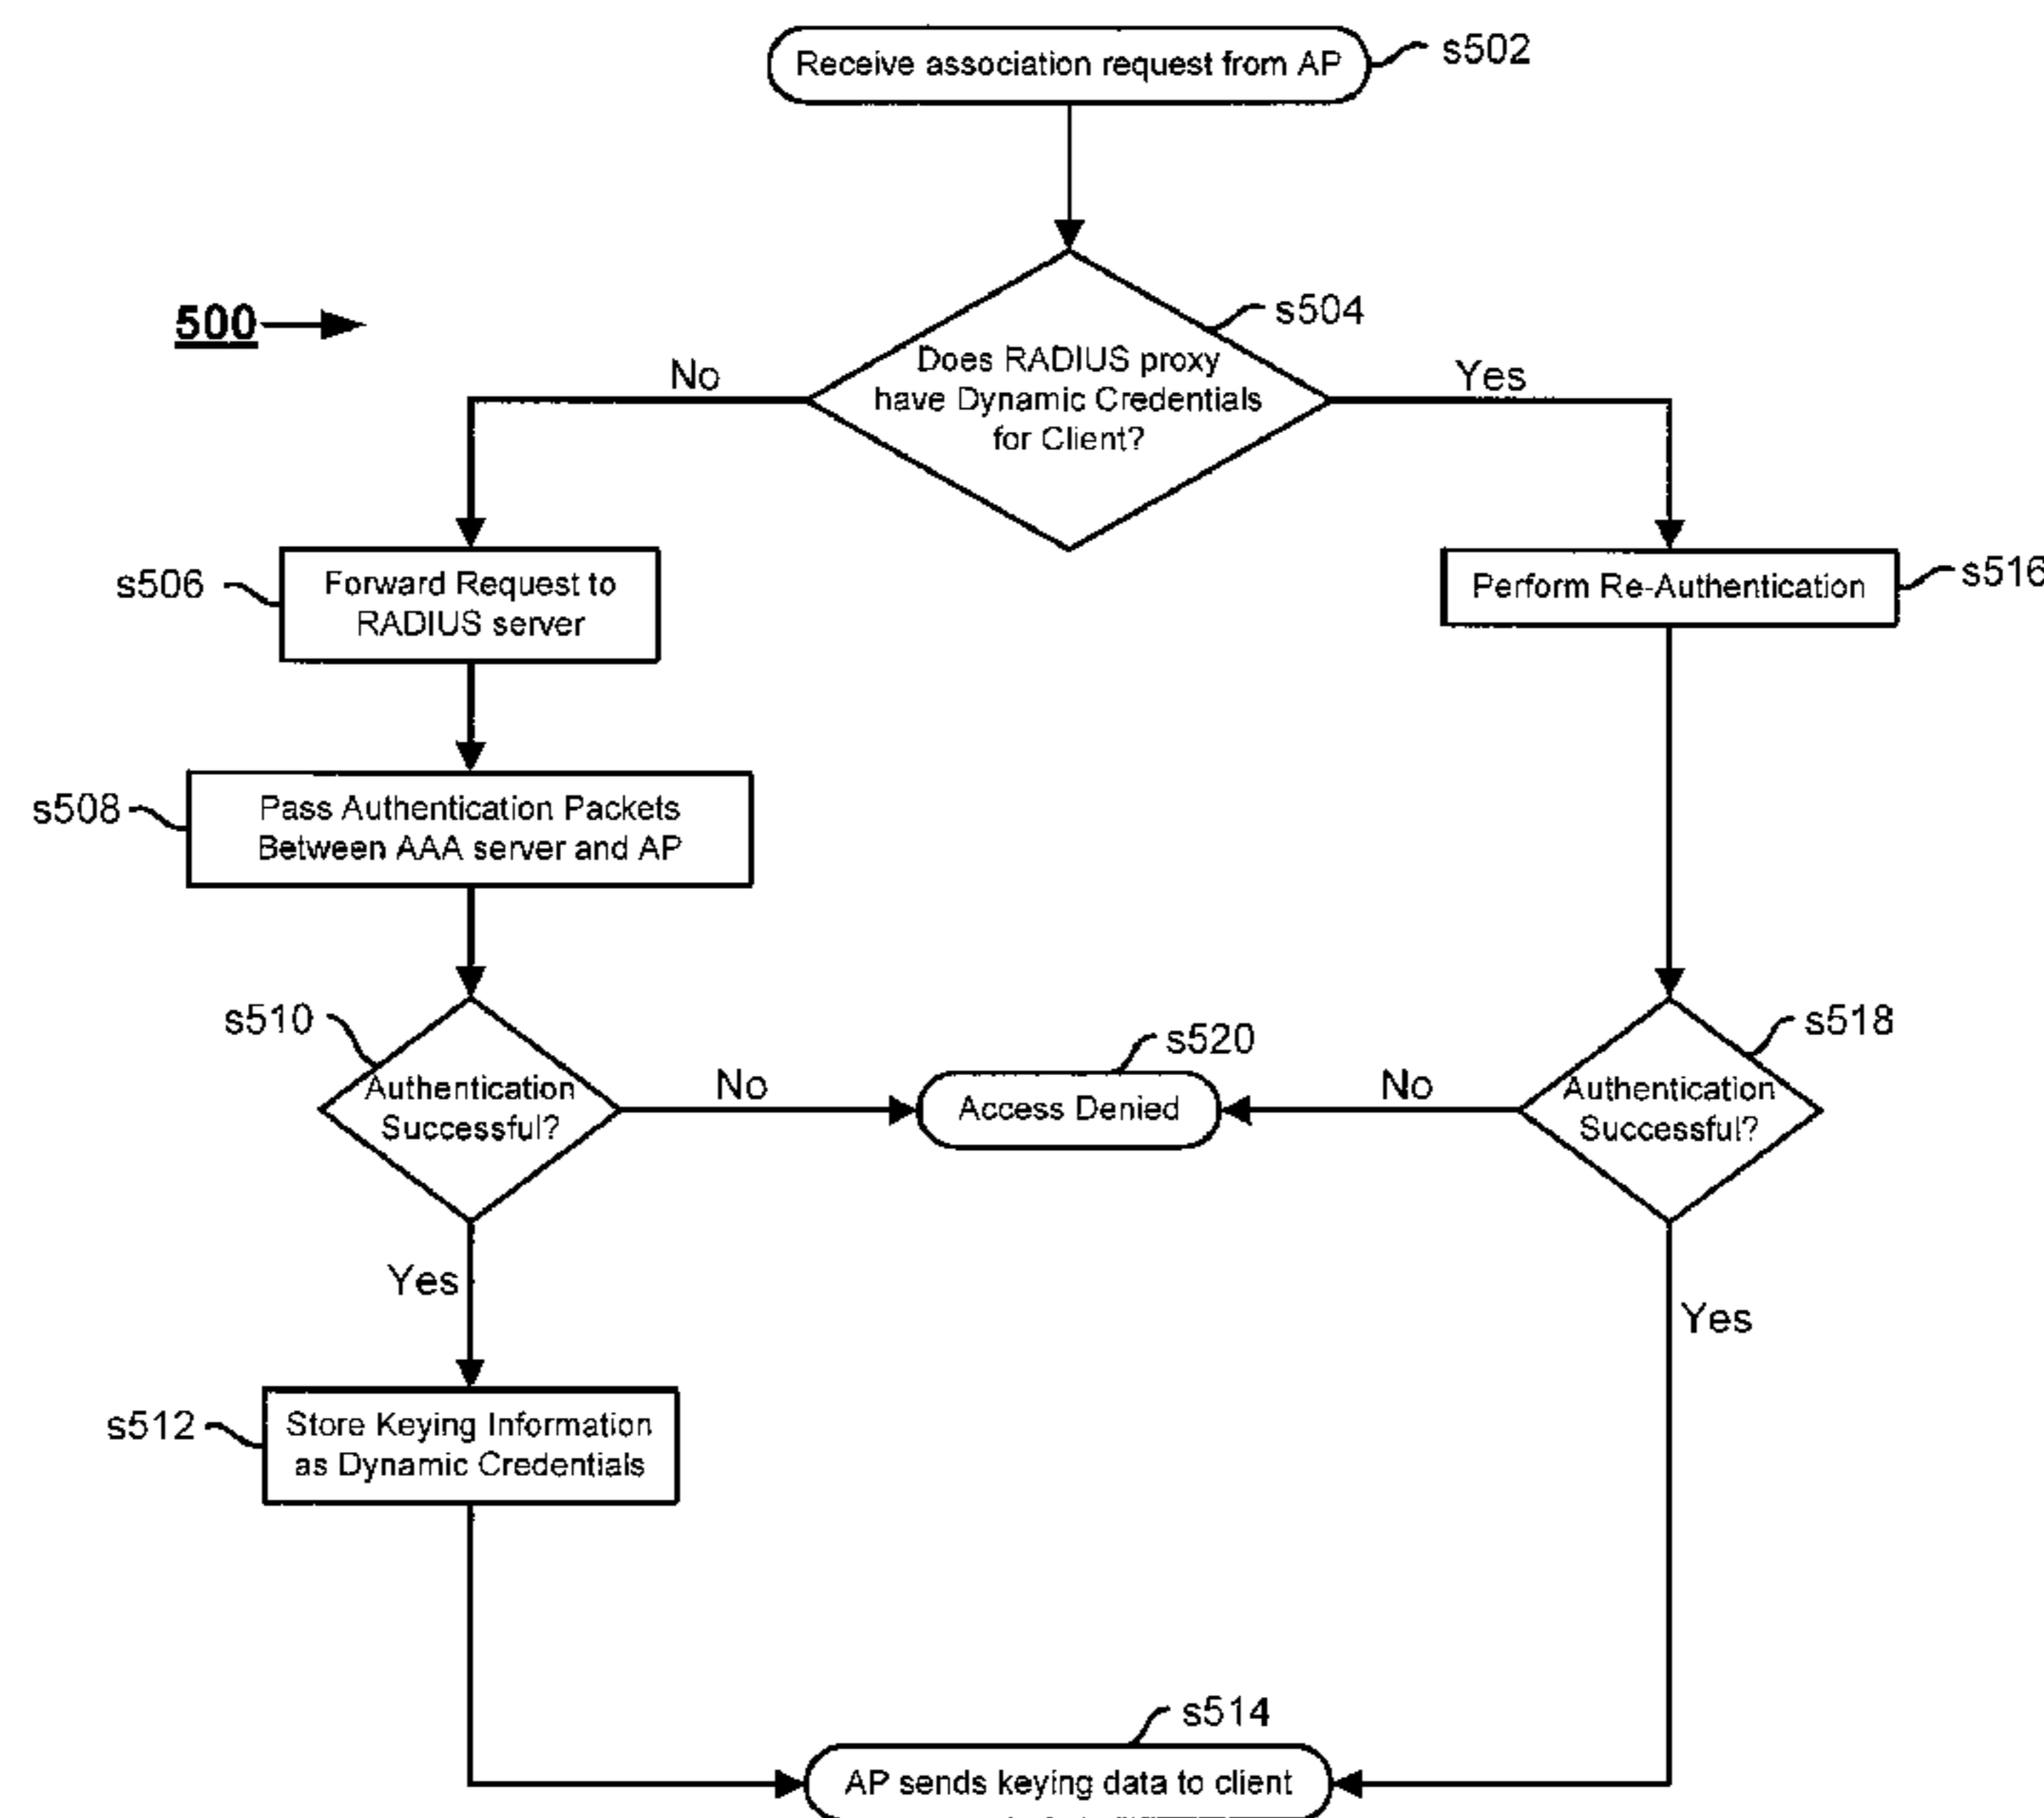 Receive association request from AP
s502
500
s504
Does RADIUS proxy
have Dynamic Credentials
for Client?
No
Yes
s506
Forward Request to
RADIUS server
Perform Re-Authentication
s516
s508
Pass Authentication Packets
Between AAA server and AP
s510
Authentication
Successful?
No
s520
Access Denied
No
s518
Authentication
Successful?
Yes
Yes
s512
Store Keying Information
as Dynamic Credentials
s514
AP sends keying data to client